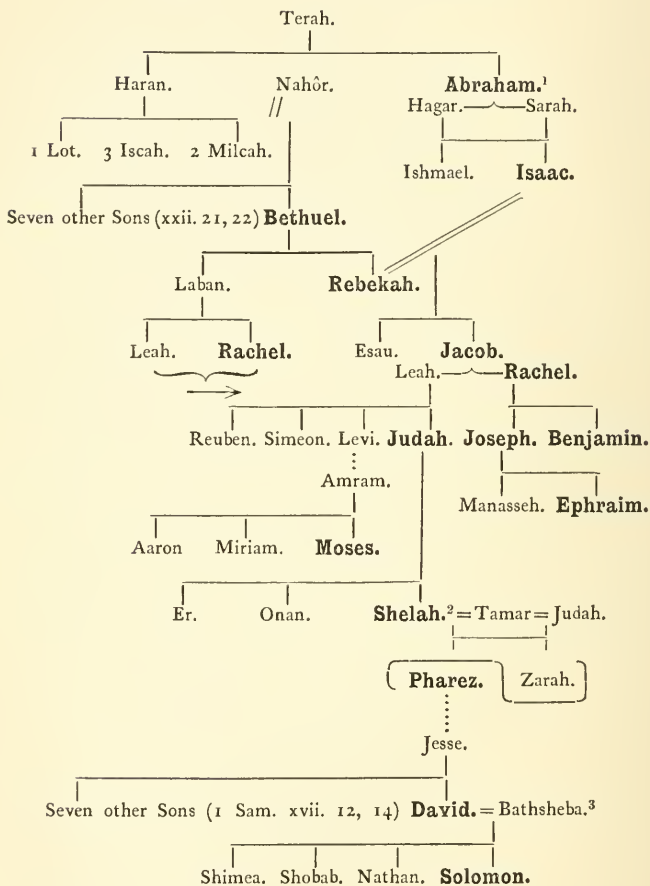 Terah.
Haran. Nahôr. Abraham.¹
Hagar. Sarah.
1 Lot. 3 Iscah. 2 Milcah.
Ishmael. Isaac.
Seven other Sons (xxii. 21, 22) Bethuel.
Laban. Rebekah.
Leah. Rachel. Esau. Jacob.
Leah. Rachel.
Reuben. Simeon. Levi. Judah. Joseph. Benjamin.
Amram.
Manasseh. Ephraim.
Aaron Miriam. Moses.
Er. Onan. Shelah.² = Tamar = Judah.
Pharez. Zarah.
Jesse.
Seven other Sons (1 Sam. xvii. 12, 14) David. = Bathsheba.³
Shimea. Shobab. Nathan. Solomon.